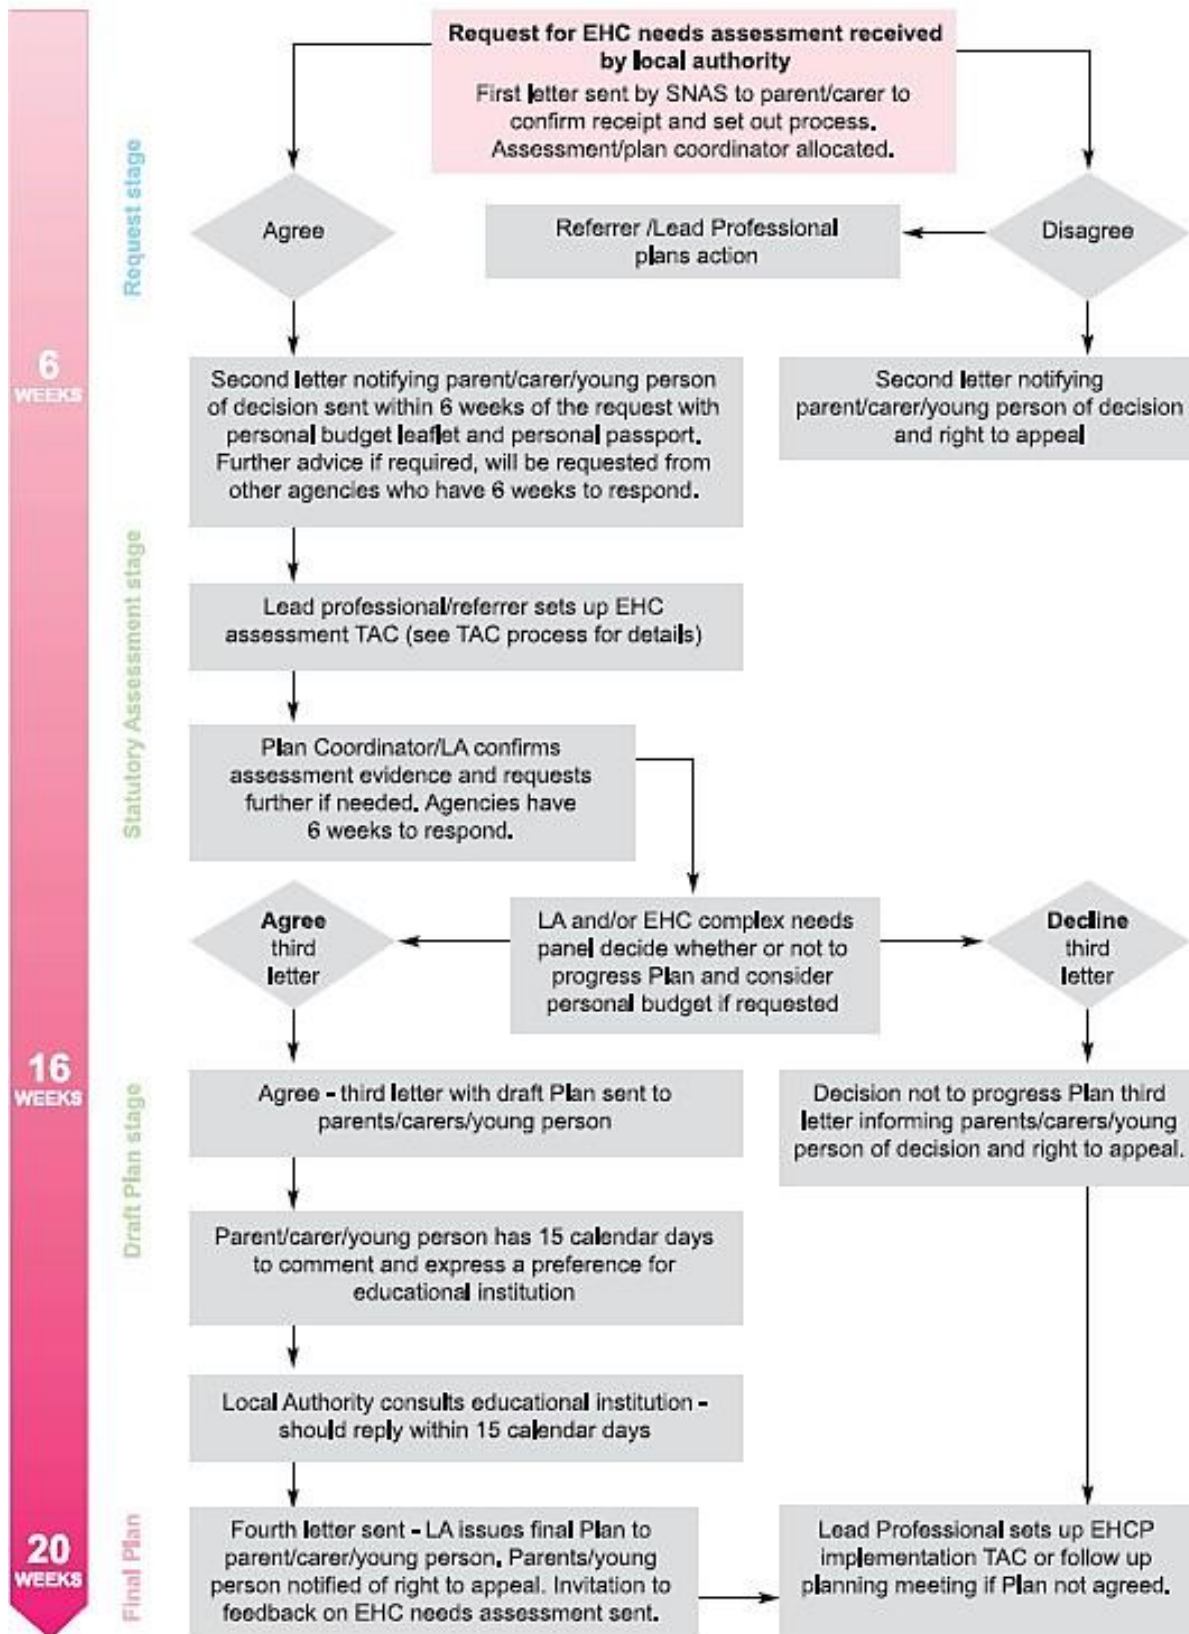 Request for EHC needs assessment received
by local authority
First letter sent by SNAS to parent/carer to
confirm receipt and set out process.
Assessment/plan coordinator allocated.
Request stage
Agree
Referrer /Lead Professional
plans action
Disagree
6
WEEKS
Second letter notifying parent/carer/young person
of decision sent within 6 weeks of the request with
personal budget leaflet and personal passport.
Further advice if required, will be requested from
other agencies who have 6 weeks to respond.
Second letter notifying
parent/carer/young person of decision
and right to appeal
Statutory Assessment stage
Lead professional/referrer sets up EHC
assessment TAC (see TAC process for details)
Plan Coordinator/LA confirms
assessment evidence and requests
further if needed. Agencies have
6 weeks to respond.
Agree
third
letter
LA and/or EHC complex needs
panel decide whether or not to
progress Plan and consider
personal budget if requested
Decline
third
letter
16
WEEKS
Draft Plan stage
Agree - third letter with draft Plan sent to
parents/carers/young person
Decision not to progress Plan third
letter informing parents/carers/young
person of decision and right to appeal.
Parent/carer/young person has 15 calendar days
to comment and express a preference for
educational institution
Local Authority consults educational institution -
should reply within 15 calendar days
20
WEEKS
Final Plan
Fourth letter sent - LA issues final Plan to
parent/carer/young person. Parents/young
person notified of right to appeal. Invitation to
feedback on EHC needs assessment sent.
Lead Professional sets up EHCP
implementation TAC or follow up
planning meeting if Plan not agreed.